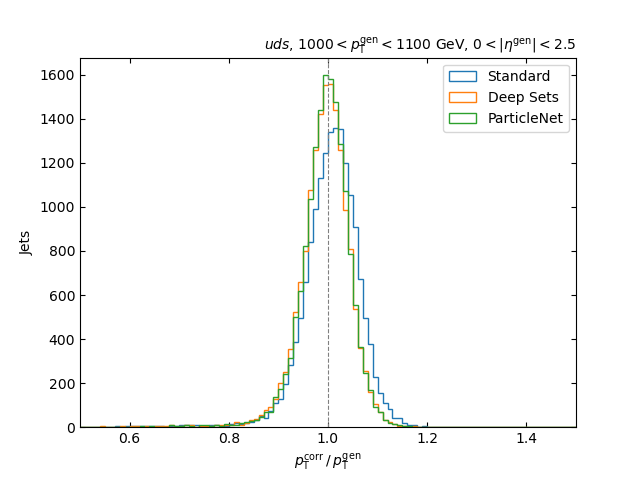 uds, 1000 < p_T^gen < 1100 GeV, 0 < |η^gen| < 2.5
Standard
Deep Sets
ParticleNet
1600
1400
1200
1000
800
600
400
200
0
Jets
0.6 0.8 1.0 1.2 1.4
p_T^corr / p_T^gen